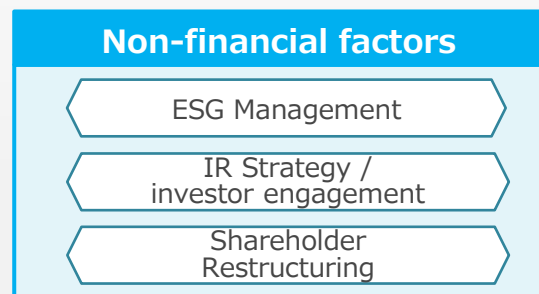 Non-financial factors
ESG Management
IR Strategy /
investor engagement
Shareholder
Restructuring